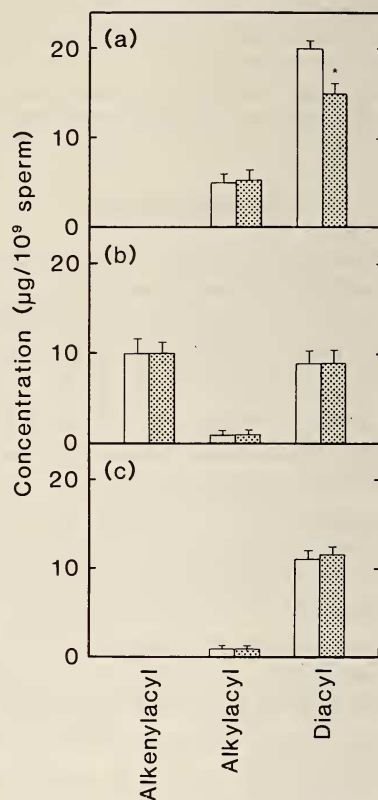 Concentration (µg/10⁹ sperm)
(a)
20
*
10
0
(b)
20
10
0
(c)
20
10
0
Alkenylacyl
Alkylacyl
Diacyl